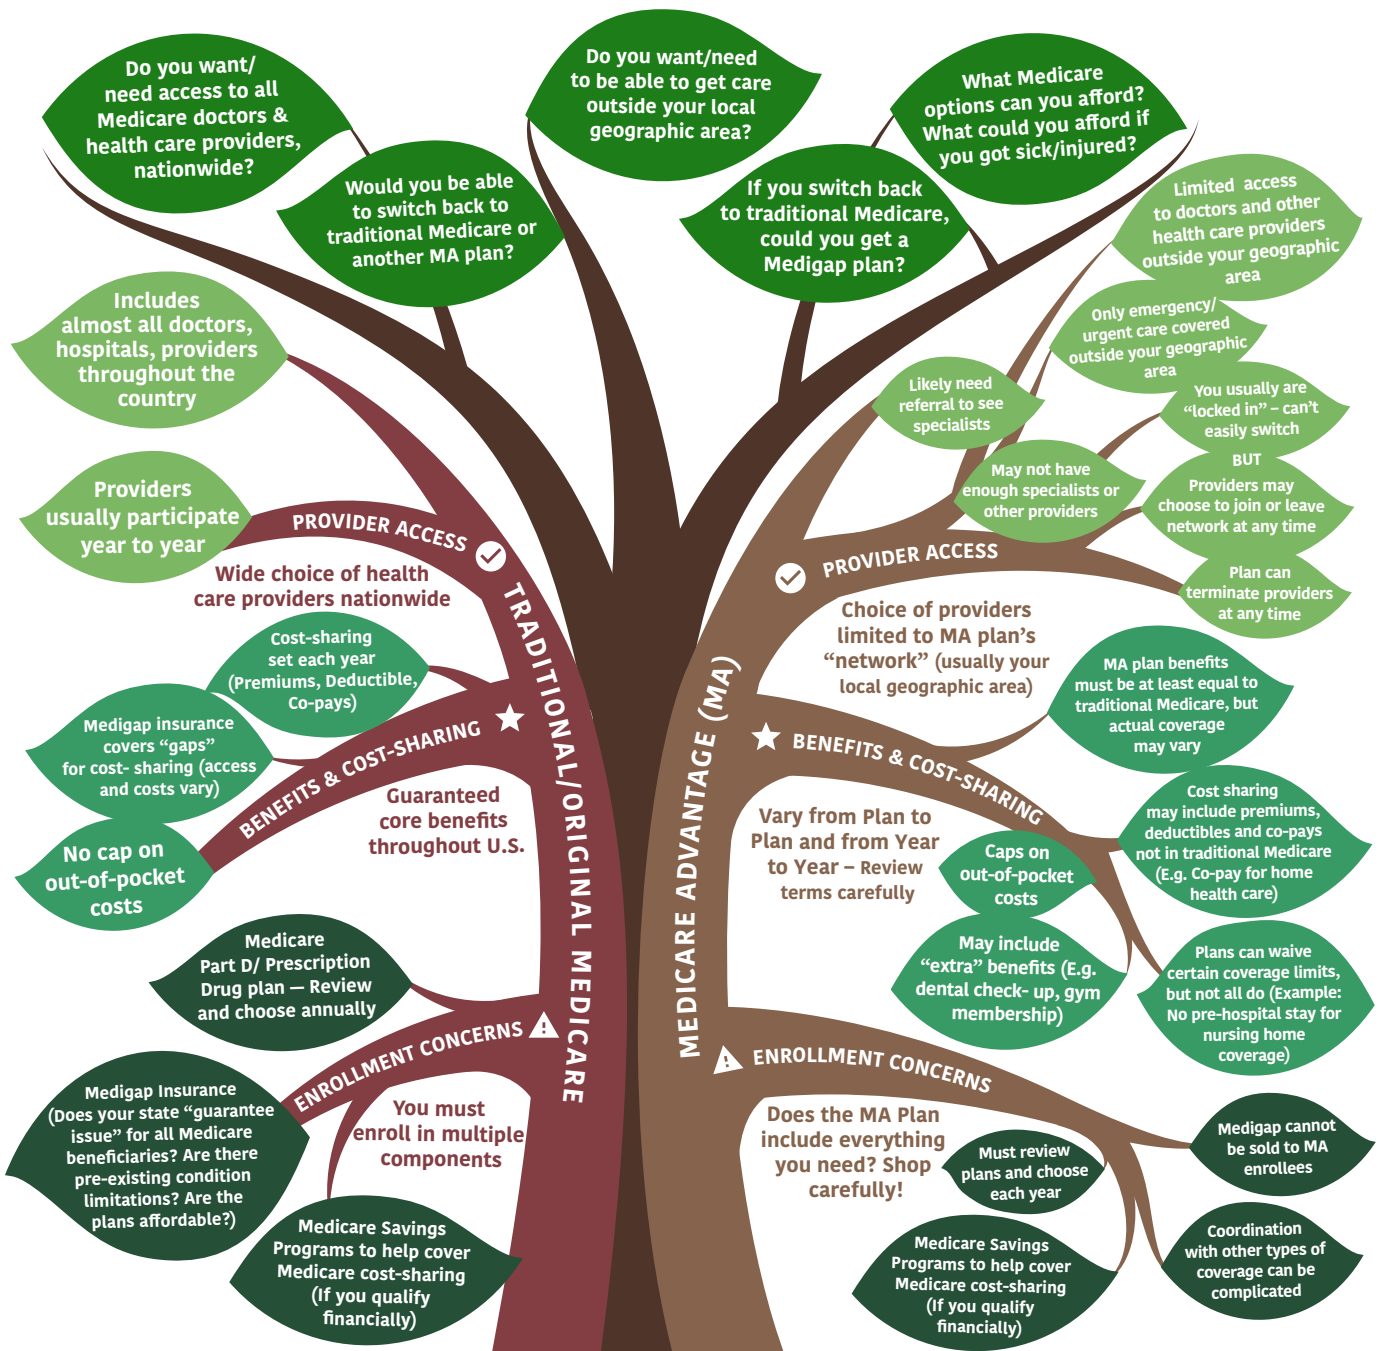 Do you want/
need access to all
Medicare doctors &
health care providers,
nationwide?
Would you be able
to switch back to
traditional Medicare or
another MA plan?
Do you want/need
to be able to get care
outside your local
geographic area?
If you switch back
to traditional Medicare,
could you get a
Medigap plan?
What Medicare
options can you afford?
What could you afford if
you got sick/injured?
TRADITIONAL/ORIGINAL MEDICARE
PROVIDER ACCESS
Wide choice of health
care providers nationwide
Includes
almost all doctors,
hospitals, providers
throughout the
country
Providers
usually participate
year to year
BENEFITS & COST-SHARING
Guaranteed
core benefits
throughout U.S.
Cost-sharing
set each year
(Premiums, Deductible,
Co-pays)
Medigap insurance
covers “gaps”
for cost- sharing (access
and costs vary)
No cap on
out-of-pocket
costs
ENROLLMENT CONCERNS
You must
enroll in multiple
components
Medicare
Part D/ Prescription
Drug plan — Review
and choose annually
Medigap Insurance
(Does your state “guarantee
issue” for all Medicare
beneficiaries? Are there
pre-existing condition
limitations? Are the
plans affordable?)
Medicare Savings
Programs to help cover
Medicare cost-sharing
(If you qualify
financially)
MEDICARE ADVANTAGE (MA)
PROVIDER ACCESS
Choice of providers
limited to MA plan’s
“network” (usually your
local geographic area)
Limited access
to doctors and other
health care providers
outside your geographic
area
Only emergency/
urgent care covered
outside your geographic
area
Likely need
referral to see
specialists
You usually are
“locked in” – can’t
easily switch
BUT
Providers may
choose to join or leave
network at any time
May not have
enough specialists or
other providers
Plan can
terminate providers
at any time
BENEFITS & COST-SHARING
Vary from Plan to
Plan and from Year
to Year – Review
terms carefully
MA plan benefits
must be at least equal to
traditional Medicare, but
actual coverage
may vary
Cost sharing
may include premiums,
deductibles and co-pays
not in traditional Medicare
(E.g. Co-pay for home
health care)
Caps on
out-of-pocket
costs
May include
“extra” benefits (E.g.
dental check- up, gym
membership)
Plans can waive
certain coverage limits,
but not all do (Example:
No pre-hospital stay for
nursing home
coverage)
ENROLLMENT CONCERNS
Does the MA Plan
include everything
you need? Shop
carefully!
Must review
plans and choose
each year
Medigap cannot
be sold to MA
enrollees
Coordination
with other types of
coverage can be
complicated
Medicare Savings
Programs to help cover
Medicare cost-sharing
(If you qualify
financially)